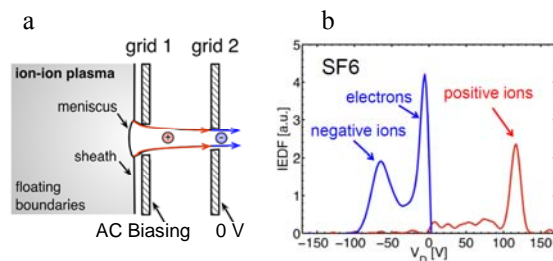 a
grid 1 grid 2
ion-ion plasma
meniscus
+
-
sheath
floating
boundaries
AC Biasing 0 V
b
SF6
electrons
positive ions
negative ions
IEDF [a.u.]
5
4
3
2
1
0
-150 -100 -50 0 50 100 150
V_D [V]